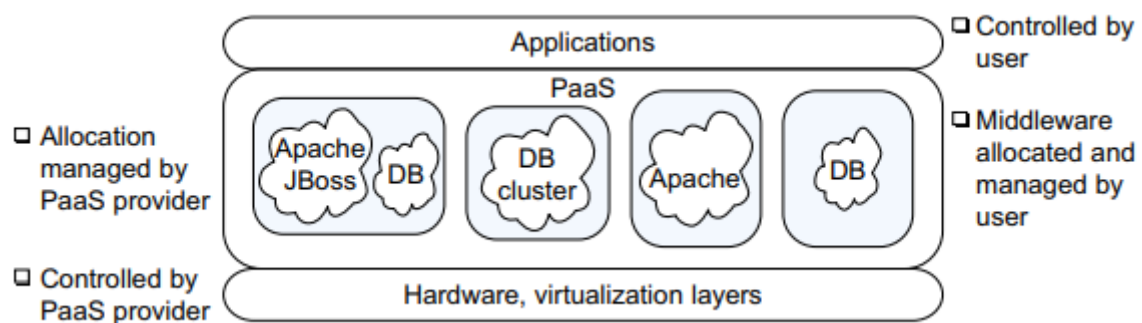 Applications
❑ Controlled by
user
PaaS
❑ Allocation
managed by
PaaS provider
Apache
JBoss
DB
DB
cluster
Apache
DB
❑ Middleware
allocated and
managed by
user
❑ Controlled by
PaaS provider
Hardware, virtualization layers